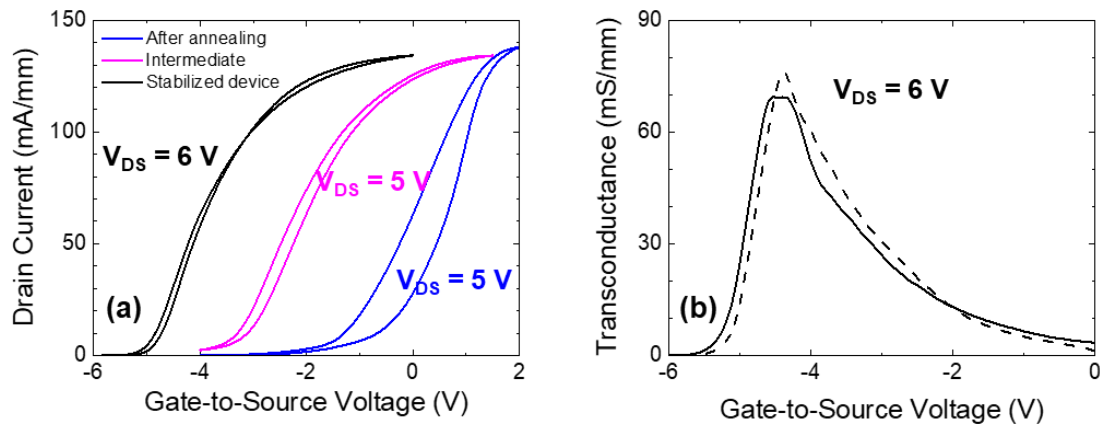 150
100
50
0
-6
-4
-2
0
2
Drain Current (mA/mm)
Gate-to-Source Voltage (V)
After annealing
Intermediate
Stabilized device
V_DS = 6 V
V_DS = 5 V
V_DS = 5 V
(a)
90
60
30
0
-6
-4
-2
0
Transconductance (mS/mm)
Gate-to-Source Voltage (V)
V_DS = 6 V
(b)